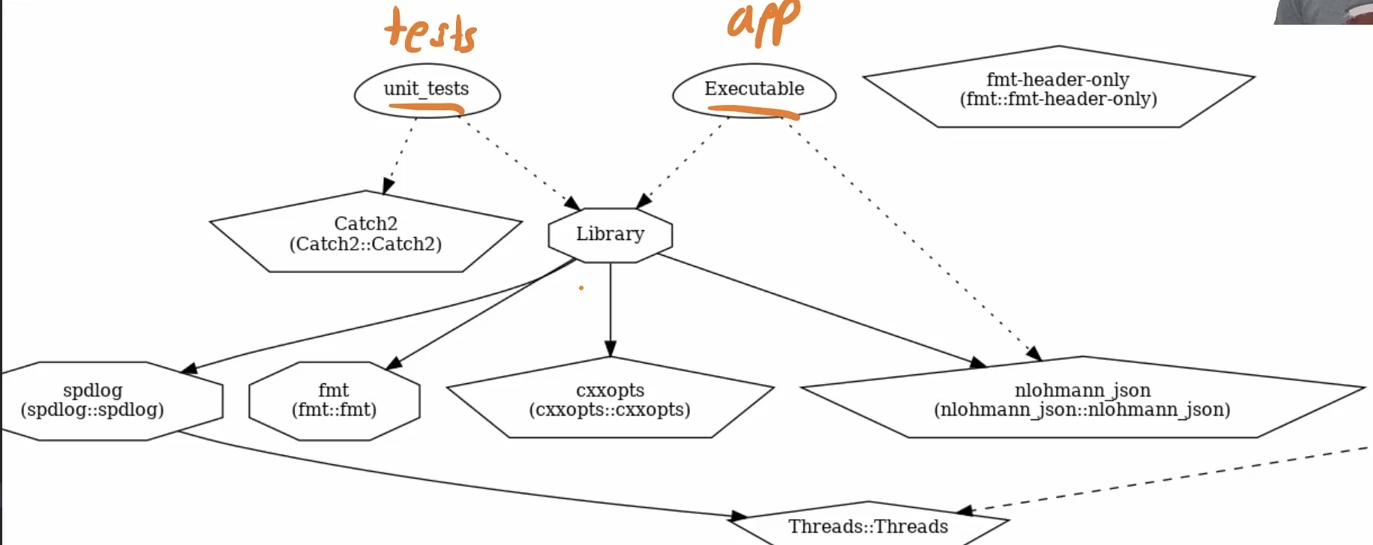 tests
app
unit_tests
Executable
fmt-header-only
(fmt::fmt-header-only)
Catch2
(Catch2::Catch2)
Library
spdlog
(spdlog::spdlog)
fmt
(fmt::fmt)
cxxopts
(cxxopts::cxxopts)
nlohmann_json
(nlohmann_json::nlohmann_json)
Threads::Threads